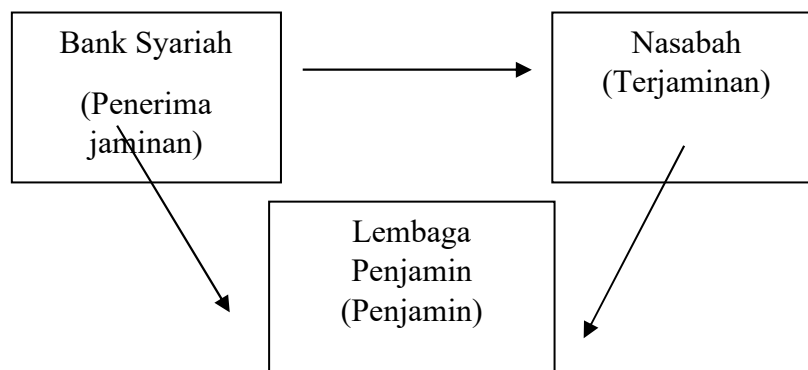 Bank Syariah
(Penerima
jaminan)
Nasabah
(Terjaminan)
Lembaga
Penjamin
(Penjamin)